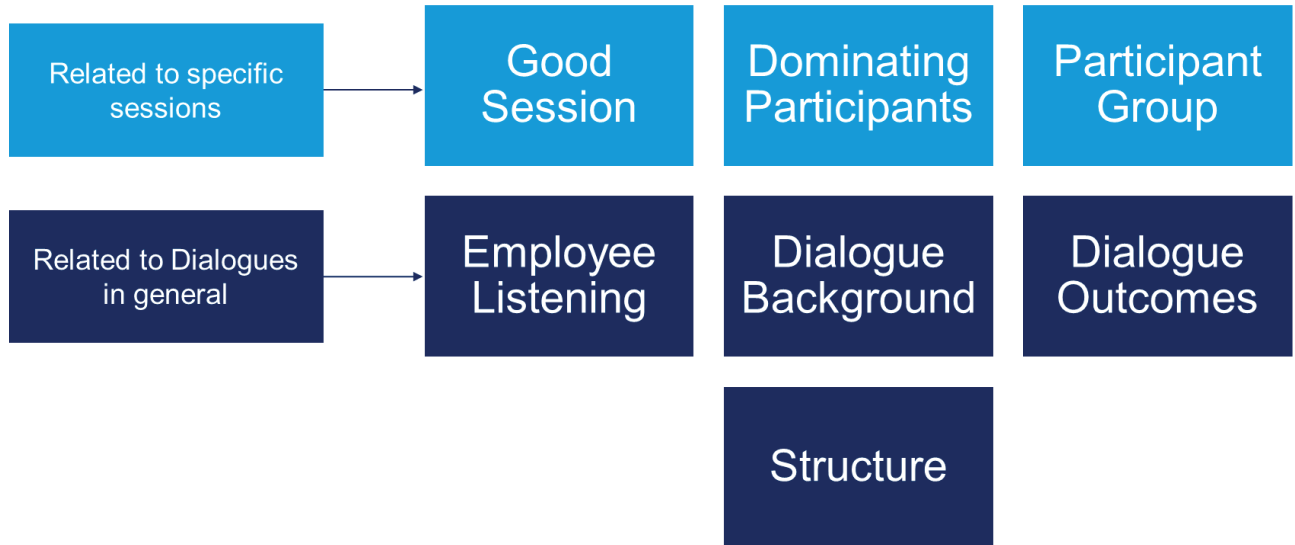 Related to specific
sessions
Good
Session
Dominating
Participants
Participant
Group
Related to Dialogues
in general
Employee
Listening
Dialogue
Background
Dialogue
Outcomes
Structure